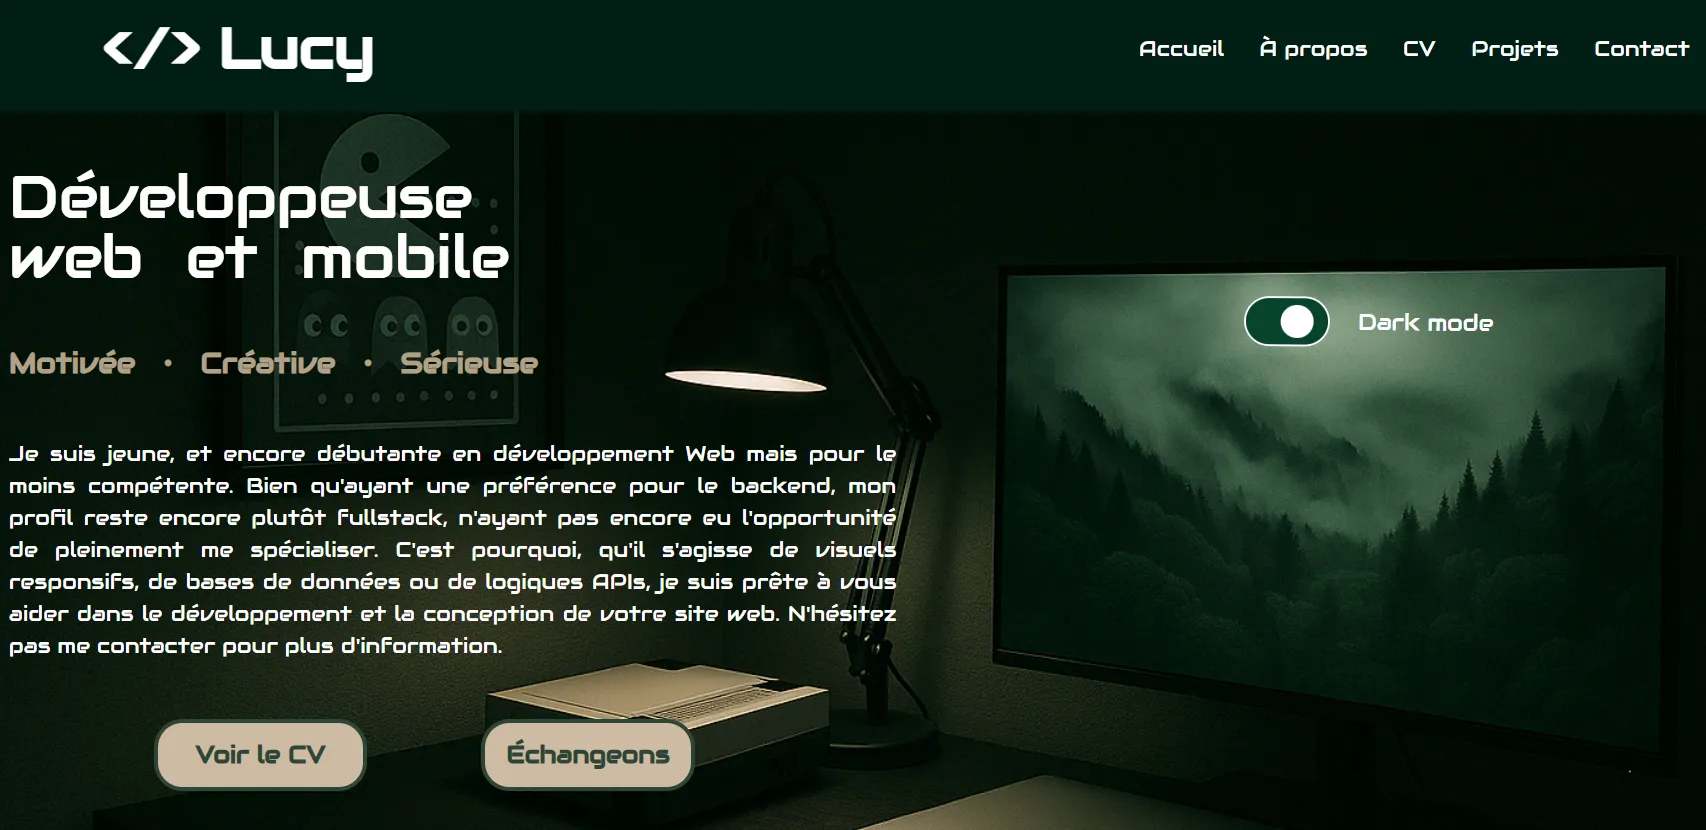 </> Lucy
Accueil À propos CV Projets Contact
Développeuse
web et mobile
Motivée • Créative • Sérieuse
Dark mode
Je suis jeune, et encore débutante en développement Web mais pour le
moins compétente. Bien qu'ayant une préférence pour le backend, mon
profil reste encore plutôt fullstack, n'ayant pas encore eu l'opportunité
de pleinement me spécialiser. C'est pourquoi, qu'il s'agisse de visuels
responsifs, de bases de données ou de logiques APIs, je suis prête à vous
aider dans le développement et la conception de votre site web. N'hésitez
pas me contacter pour plus d'information.
Voir le CV
Échangeons